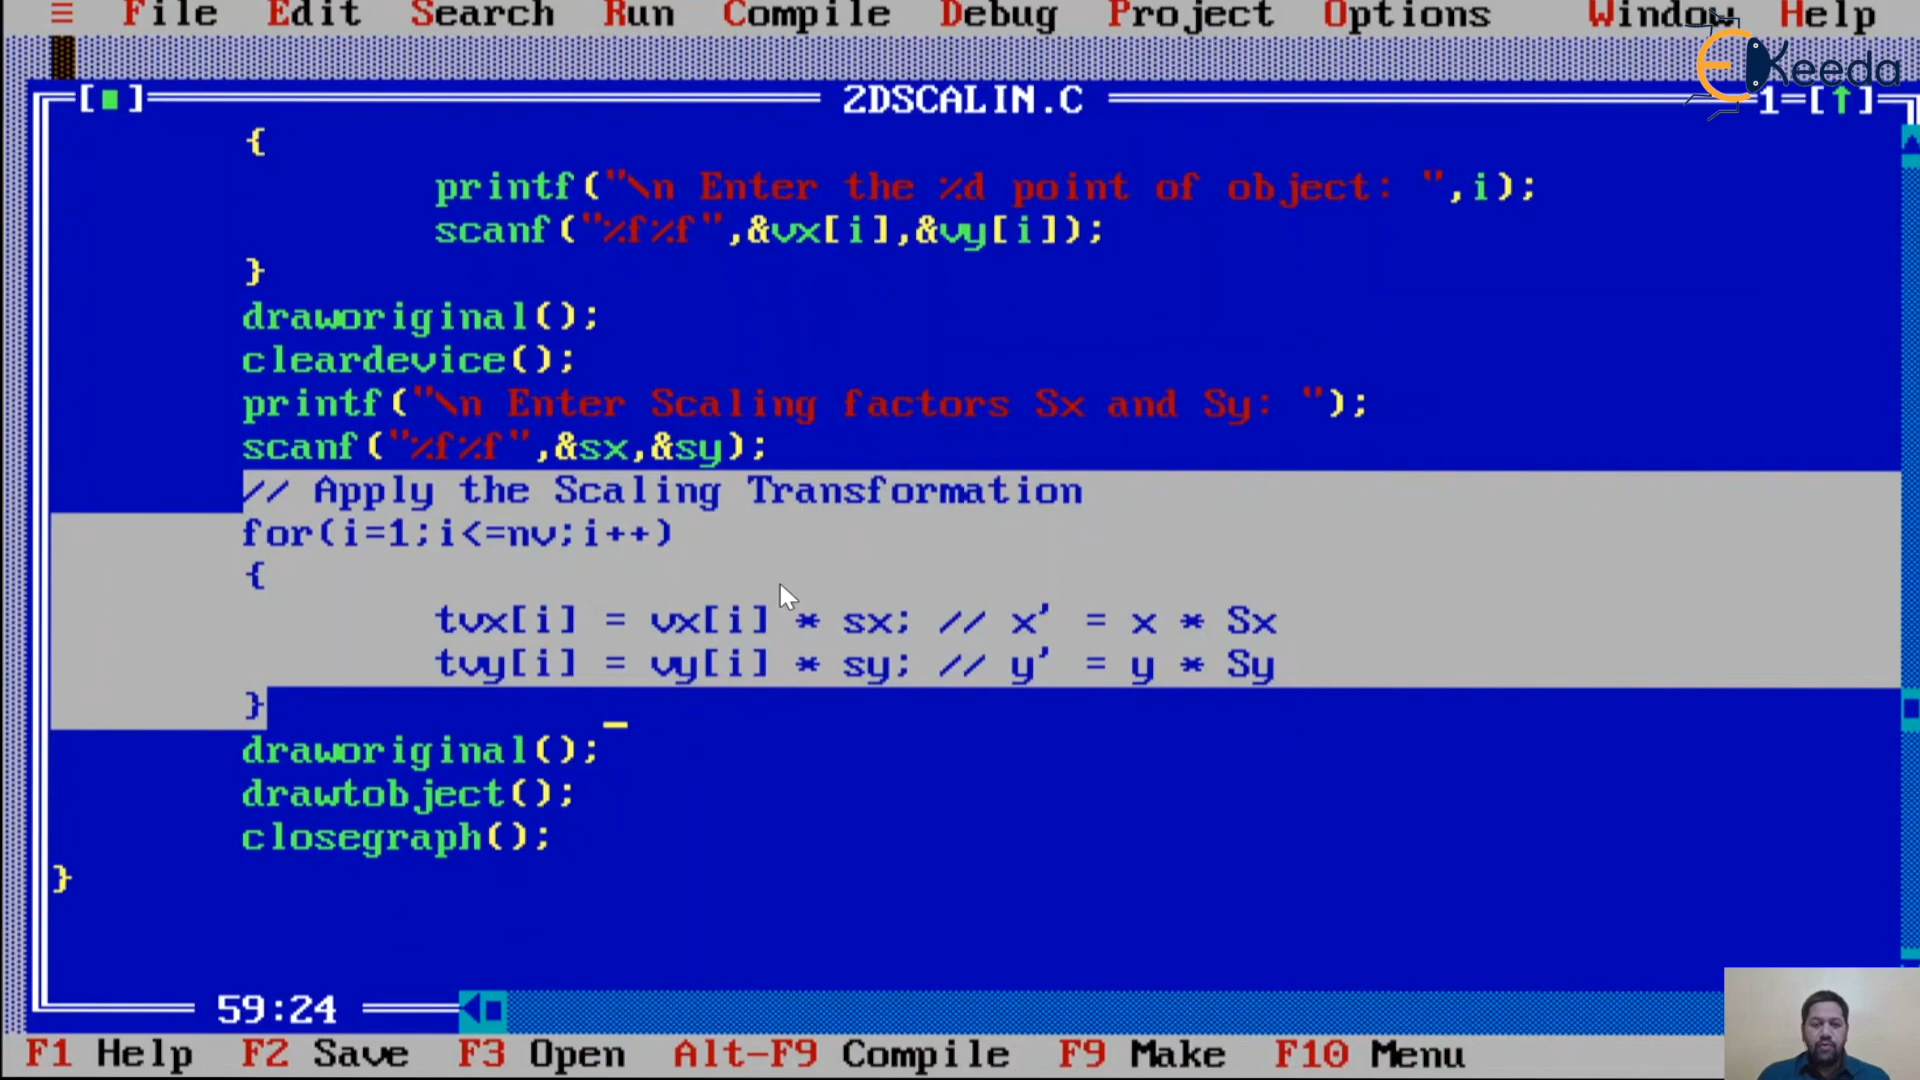 ≡ File Edit Search Run Compile Debug Project Options Window Help
EKeeda
[■] 2DSCALIN.C 1=[↑]
{
printf("\n Enter the %d point of object: ",i);
scanf("%f%f",&vx[i],&vy[i]);
}
draworiginal();
cleardevice();
printf("\n Enter Scaling factors Sx and Sy: ");
scanf("%f%f",&sx,&sy);
// Apply the Scaling Transformation
for(i=1;i<=nv;i++)
{
tvx[i] = vx[i] * sx; // x' = x * Sx
tvy[i] = vy[i] * sy; // y' = y * Sy
}
draworiginal();
drawtobject();
closegraph();
}
59:24
F1 Help F2 Save F3 Open Alt-F9 Compile F9 Make F10 Menu